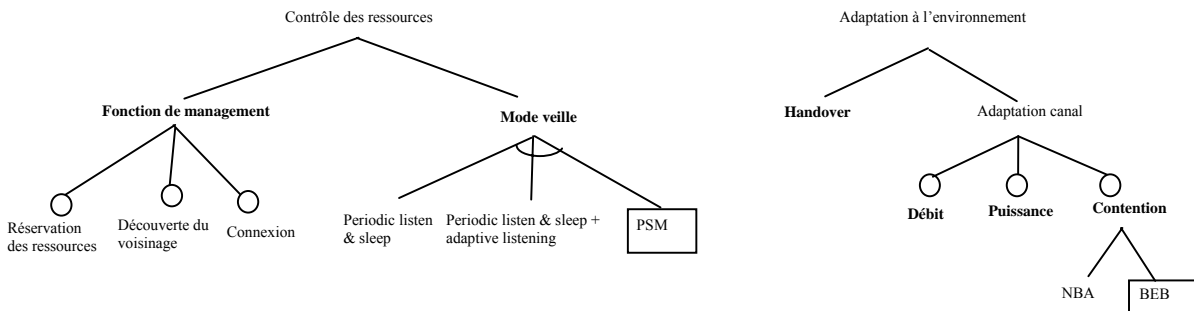 Contrôle des ressources
Adaptation à l'environnement
Fonction de management
Mode veille
Handover
Adaptation canal
Réservation
des ressources
Découverte du
voisinage
Connexion
Periodic listen
& sleep
Periodic listen & sleep +
adaptive listening
PSM
Débit
Puissance
Contention
NBA
BEB